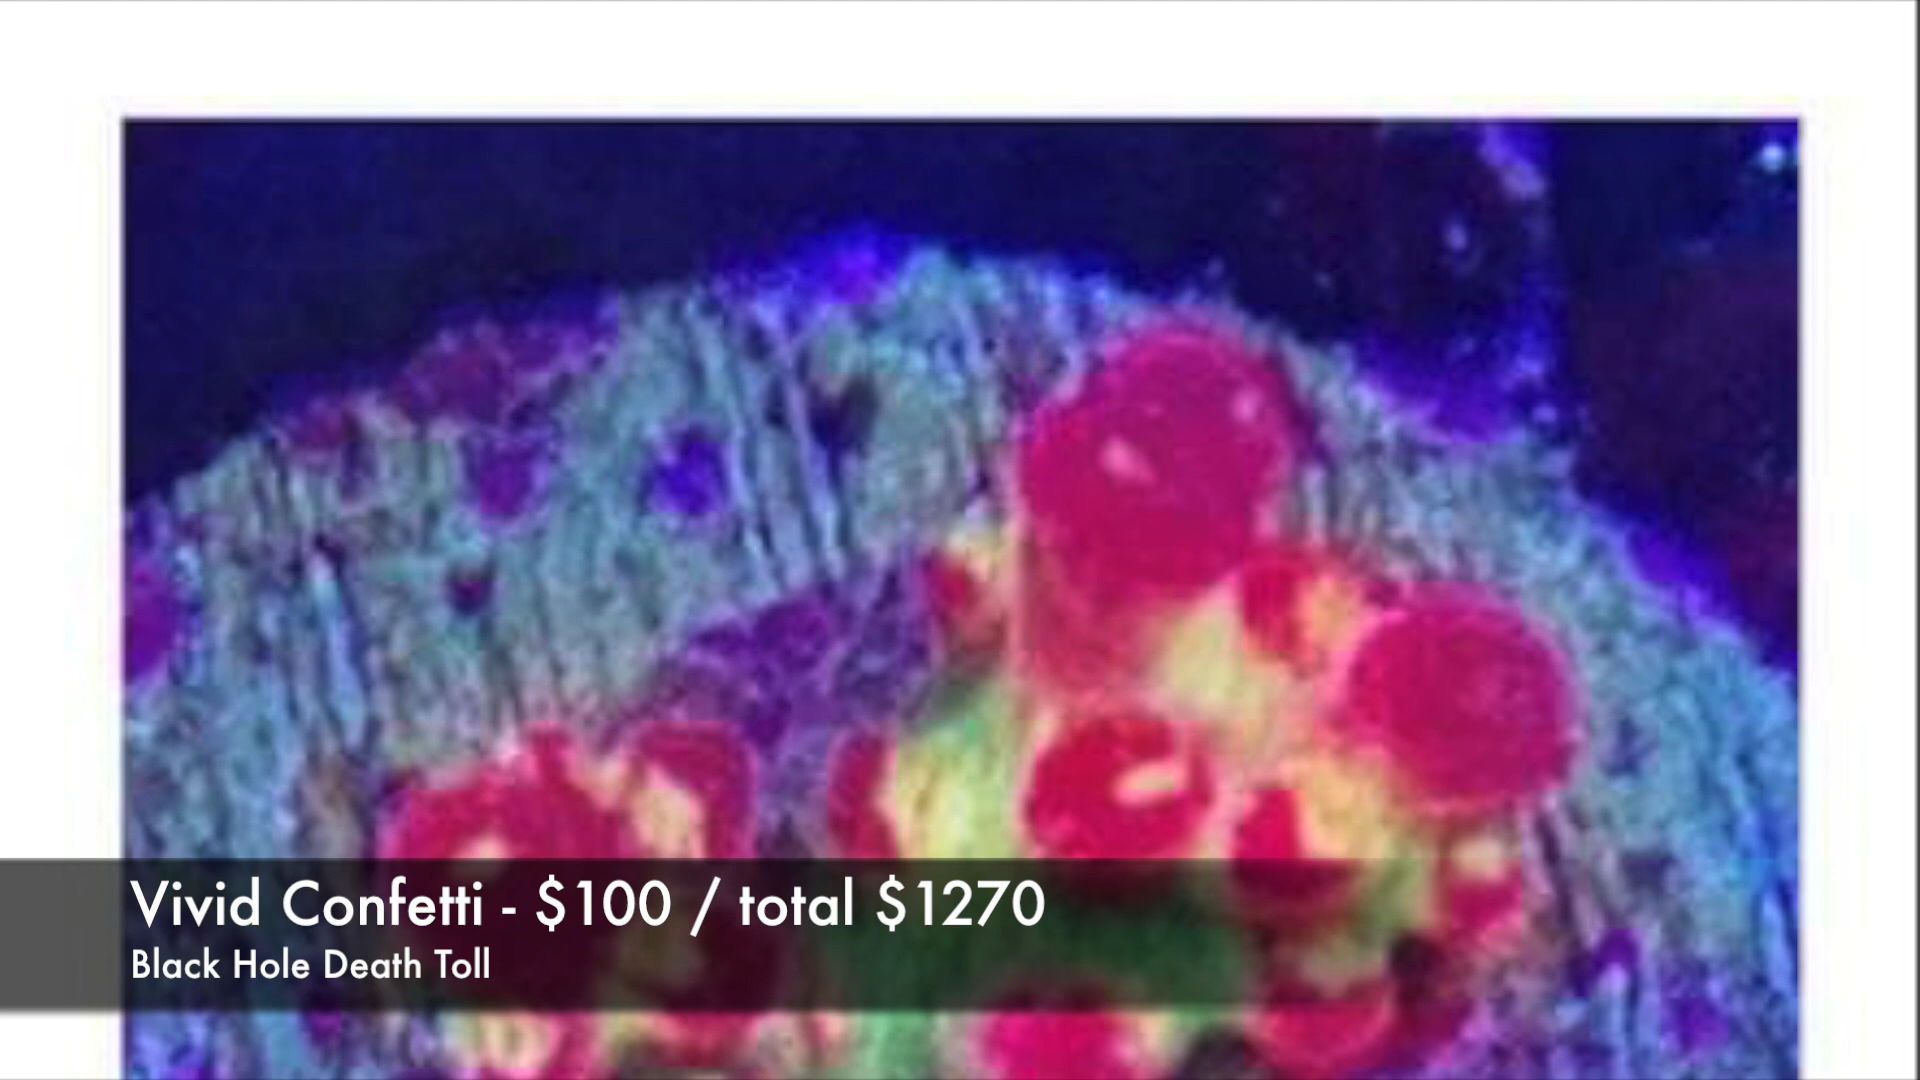 Vivid Confetti - $100 / total $1270
Black Hole Death Toll